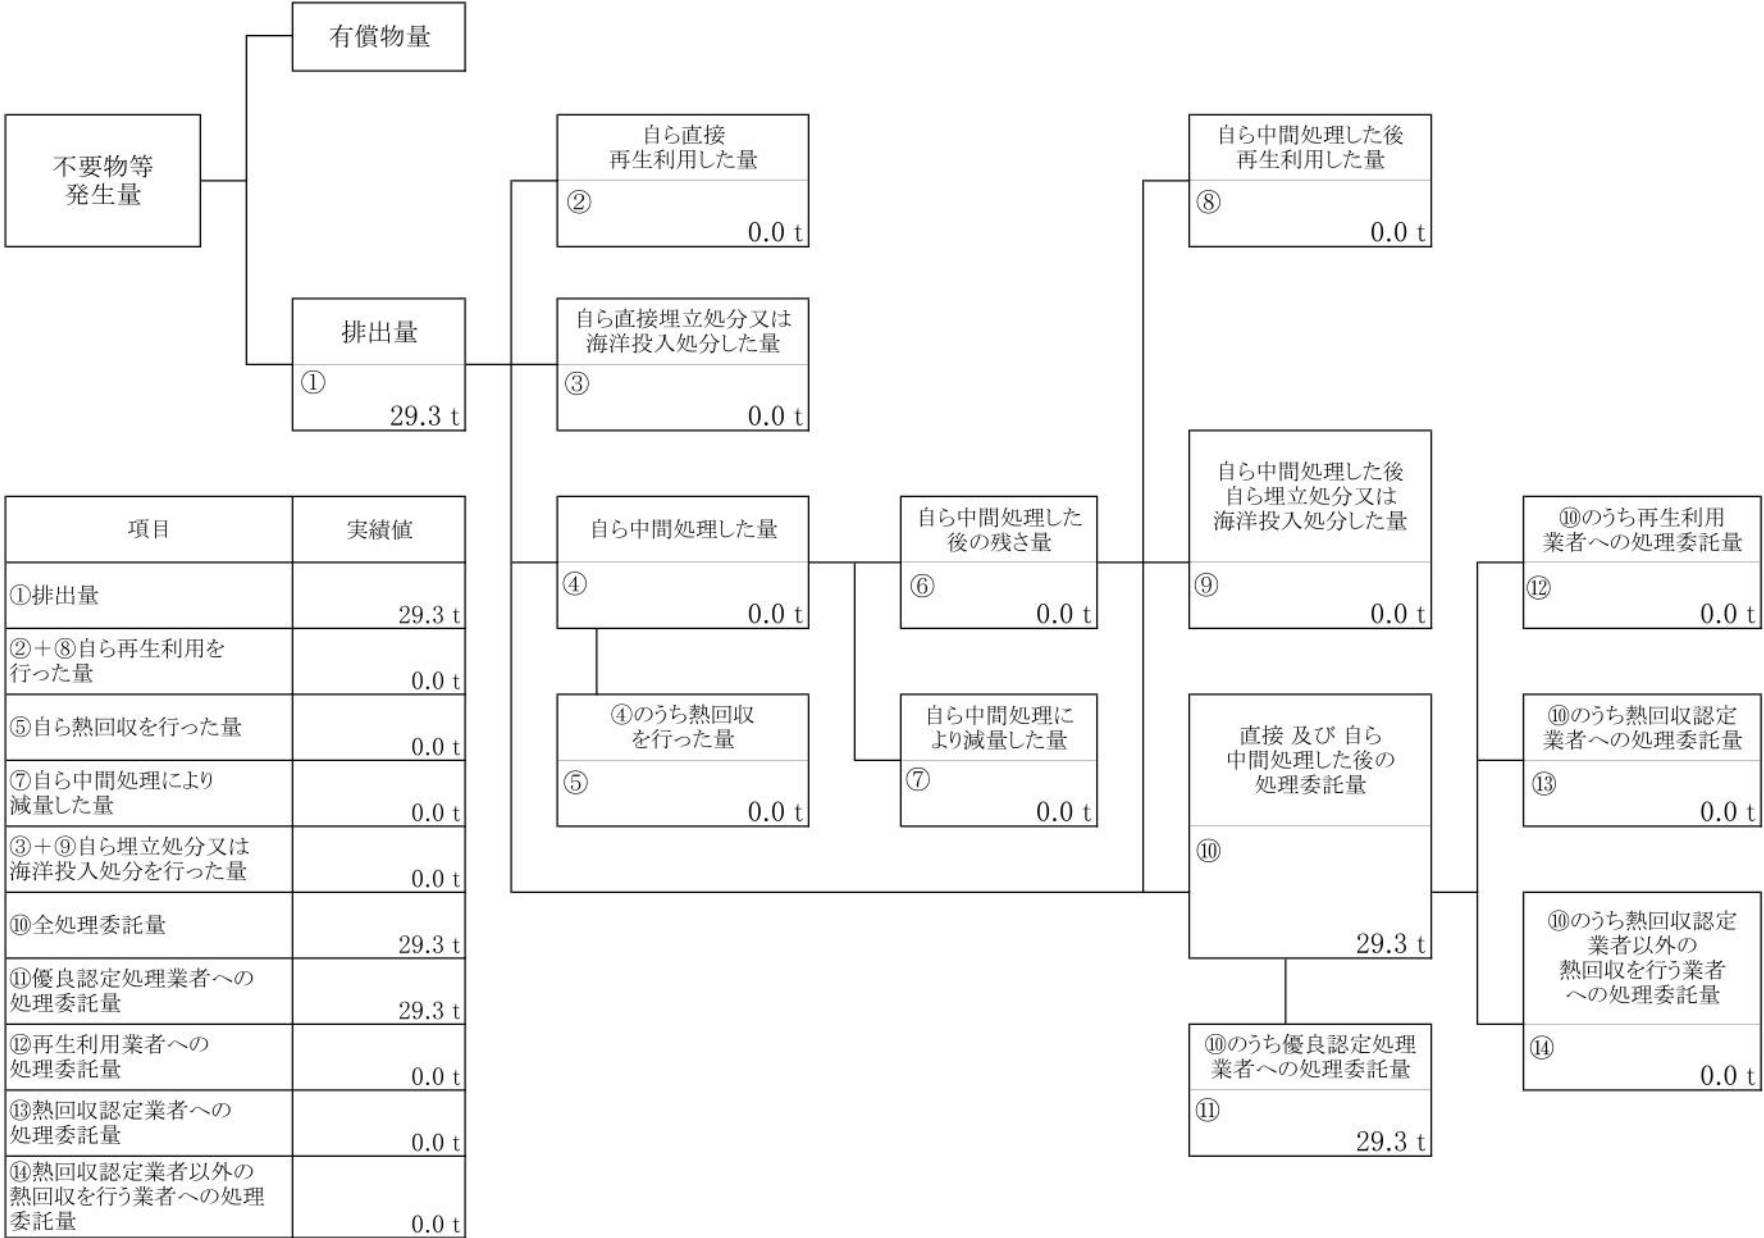 有償物量
不要物等
発生量
排出量
①
29.3 t
自ら直接
再生利用した量
②
0.0 t
自ら直接埋立処分又は
海洋投入処分した量
③
0.0 t
自ら中間処理した量
④
0.0 t
④のうち熱回収
を行った量
⑤
0.0 t
自ら中間処理した
後の残さ量
⑥
0.0 t
自ら中間処理に
より減量した量
⑦
0.0 t
自ら中間処理した後
再生利用した量
⑧
0.0 t
自ら中間処理した後
自ら埋立処分又は
海洋投入処分した量
⑨
0.0 t
直接 及び 自ら
中間処理した後の
処理委託量
⑩
29.3 t
⑩のうち優良認定処理
業者への処理委託量
⑪
29.3 t
⑩のうち再生利用
業者への処理委託量
⑫
0.0 t
⑩のうち熱回収認定
業者への処理委託量
⑬
0.0 t
⑩のうち熱回収認定
業者以外の
熱回収を行う業者
への処理委託量
⑭
0.0 t
項目
実績値
①排出量
29.3 t
②＋⑧自ら再生利用を
行った量
0.0 t
⑤自ら熱回収を行った量
0.0 t
⑦自ら中間処理により
減量した量
0.0 t
③＋⑨自ら埋立処分又は
海洋投入処分を行った量
0.0 t
⑩全処理委託量
29.3 t
⑪優良認定処理業者への
処理委託量
29.3 t
⑫再生利用業者への
処理委託量
0.0 t
⑬熱回収認定業者への
処理委託量
0.0 t
⑭熱回収認定業者以外の
熱回収を行う業者への処理
委託量
0.0 t